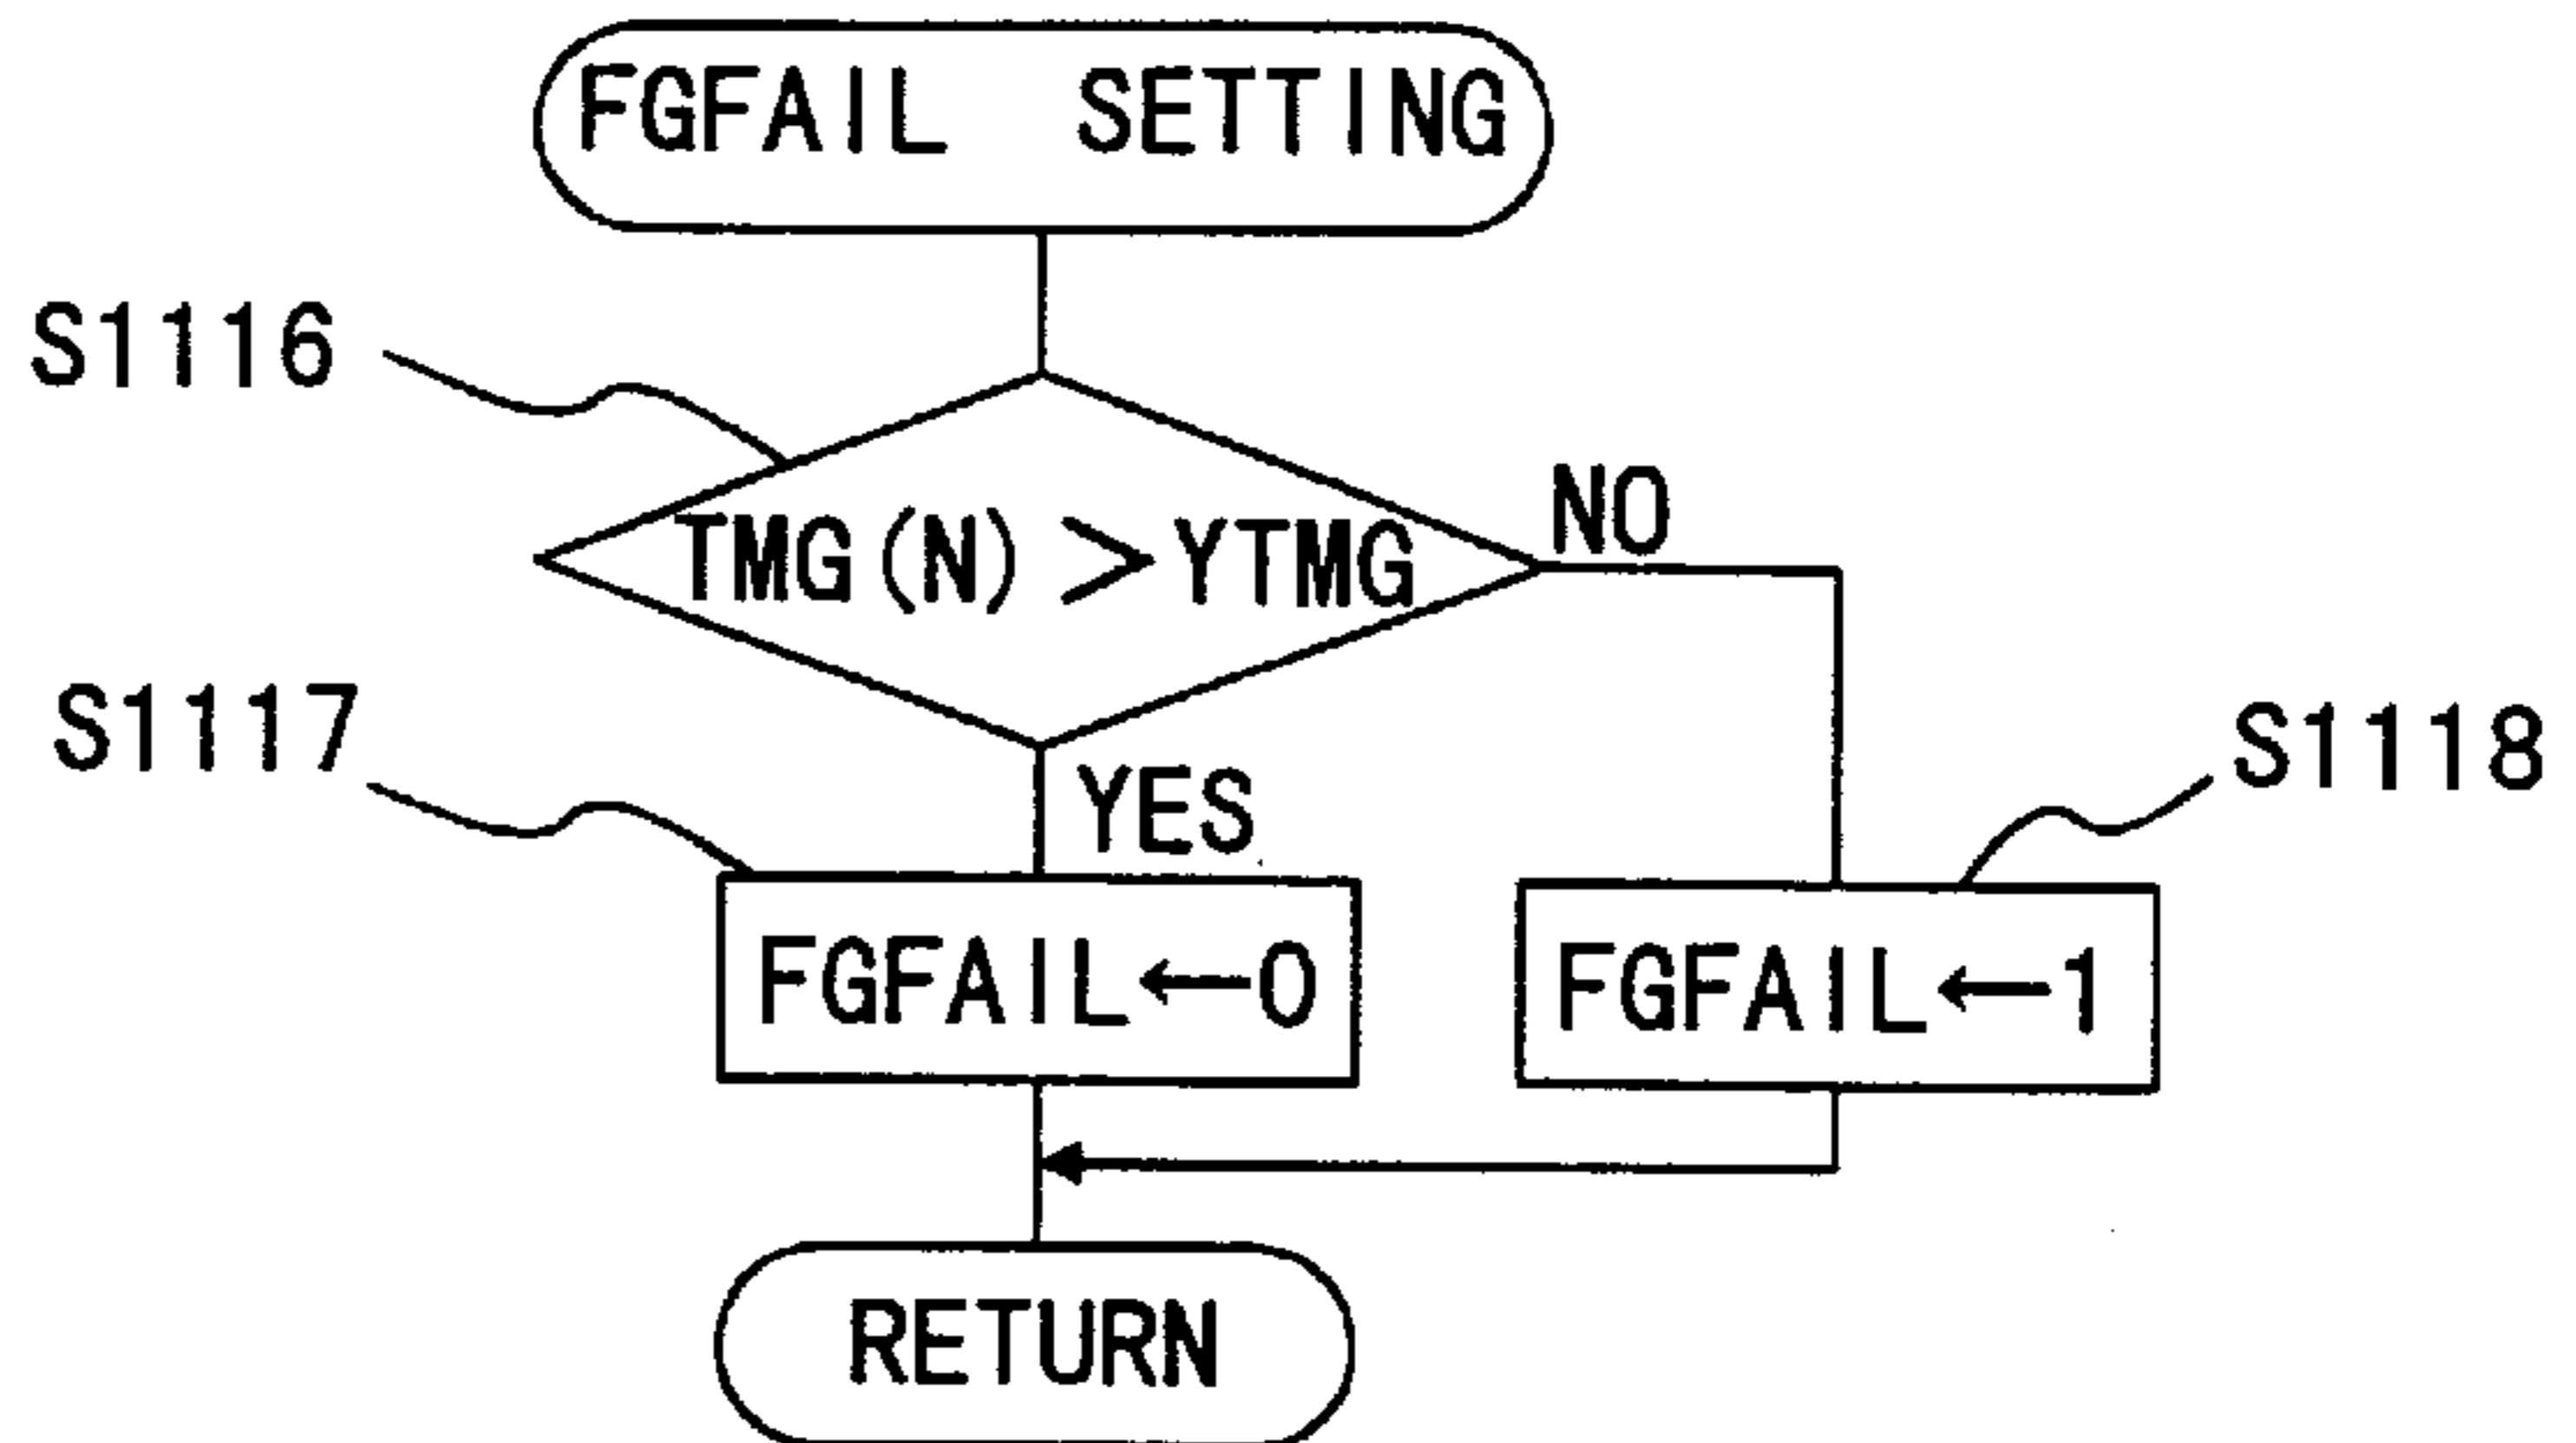 FGFAIL SETTING
S1116
TMG(N)>YTMG
NO
S1117
YES
S1118
FGFAIL←0
FGFAIL←1
RETURN